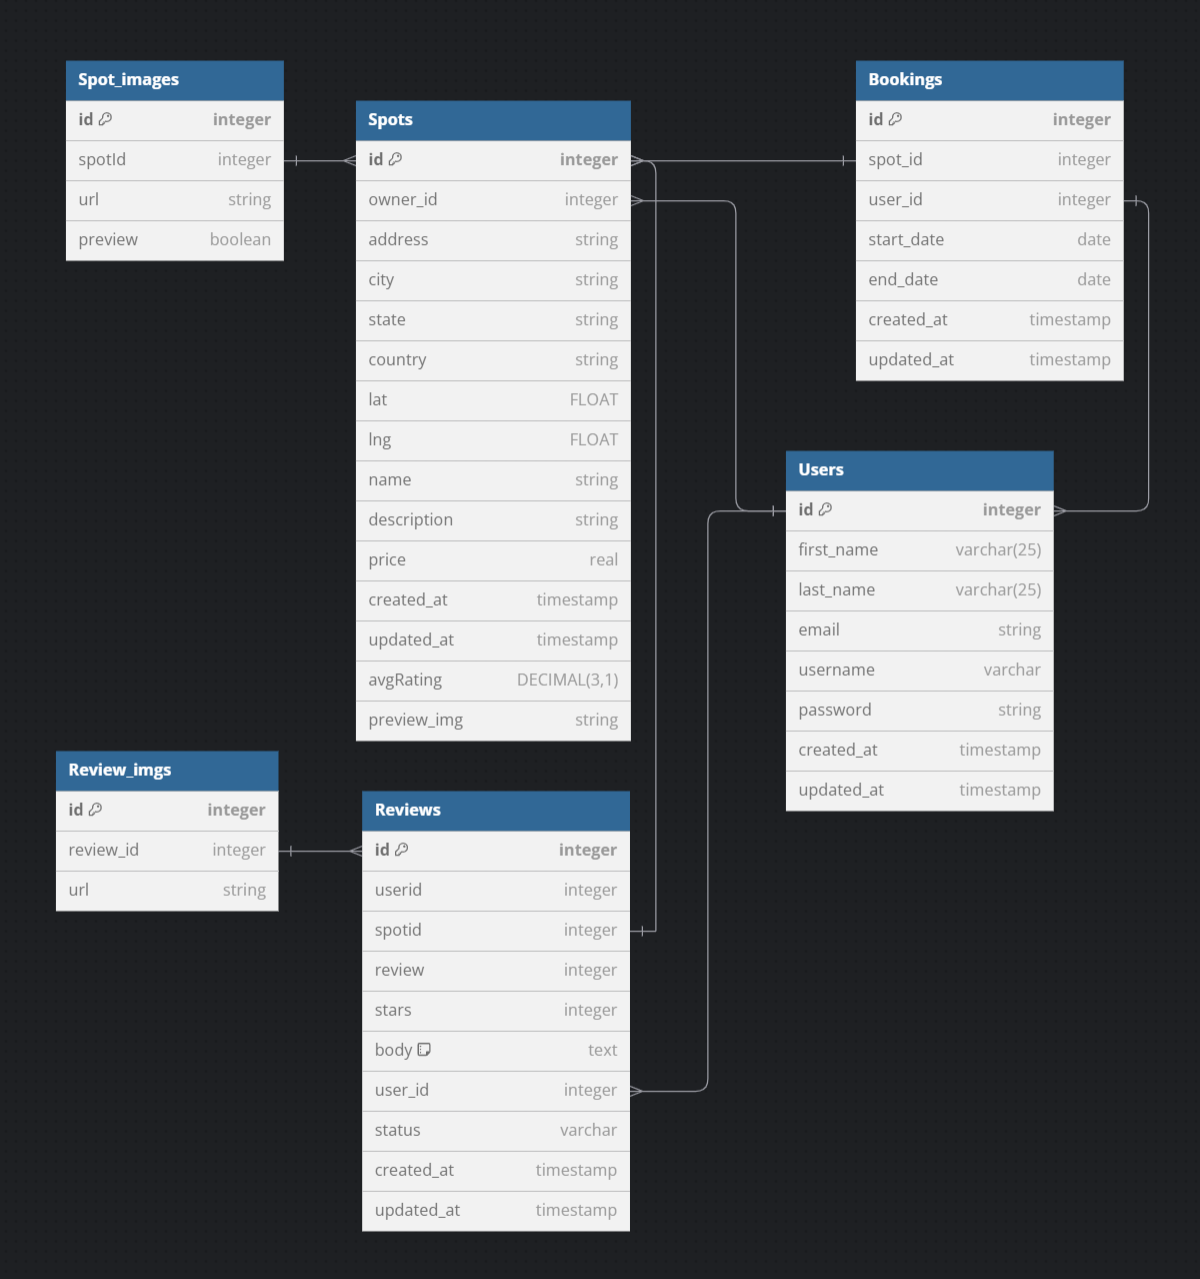 Spot_images
id integer
spotId integer
url string
preview boolean
Spots
id integer
owner_id integer
address string
city string
state string
country string
lat FLOAT
lng FLOAT
name string
description string
price real
created_at timestamp
updated_at timestamp
avgRating DECIMAL(3,1)
preview_img string
Bookings
id integer
spot_id integer
user_id integer
start_date date
end_date date
created_at timestamp
updated_at timestamp
Users
id integer
first_name varchar(25)
last_name varchar(25)
email string
username varchar
password string
created_at timestamp
updated_at timestamp
Review_imgs
id integer
review_id integer
url string
Reviews
id integer
userid integer
spotid integer
review integer
stars integer
body text
user_id integer
status varchar
created_at timestamp
updated_at timestamp